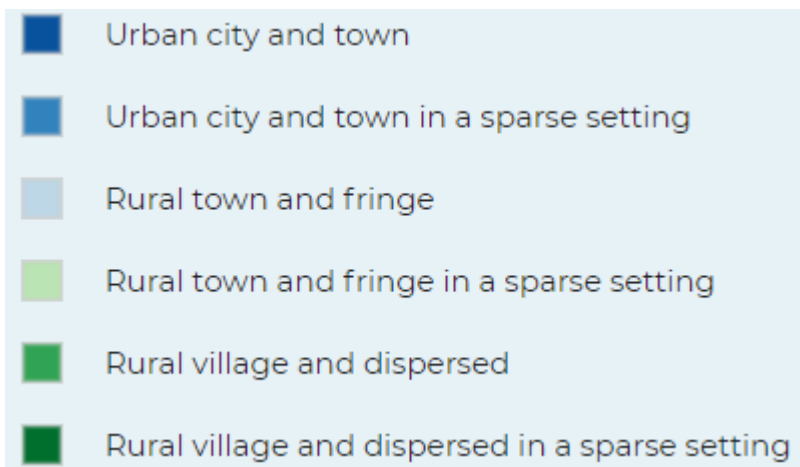 Urban city and town
Urban city and town in a sparse setting
Rural town and fringe
Rural town and fringe in a sparse setting
Rural village and dispersed
Rural village and dispersed in a sparse setting